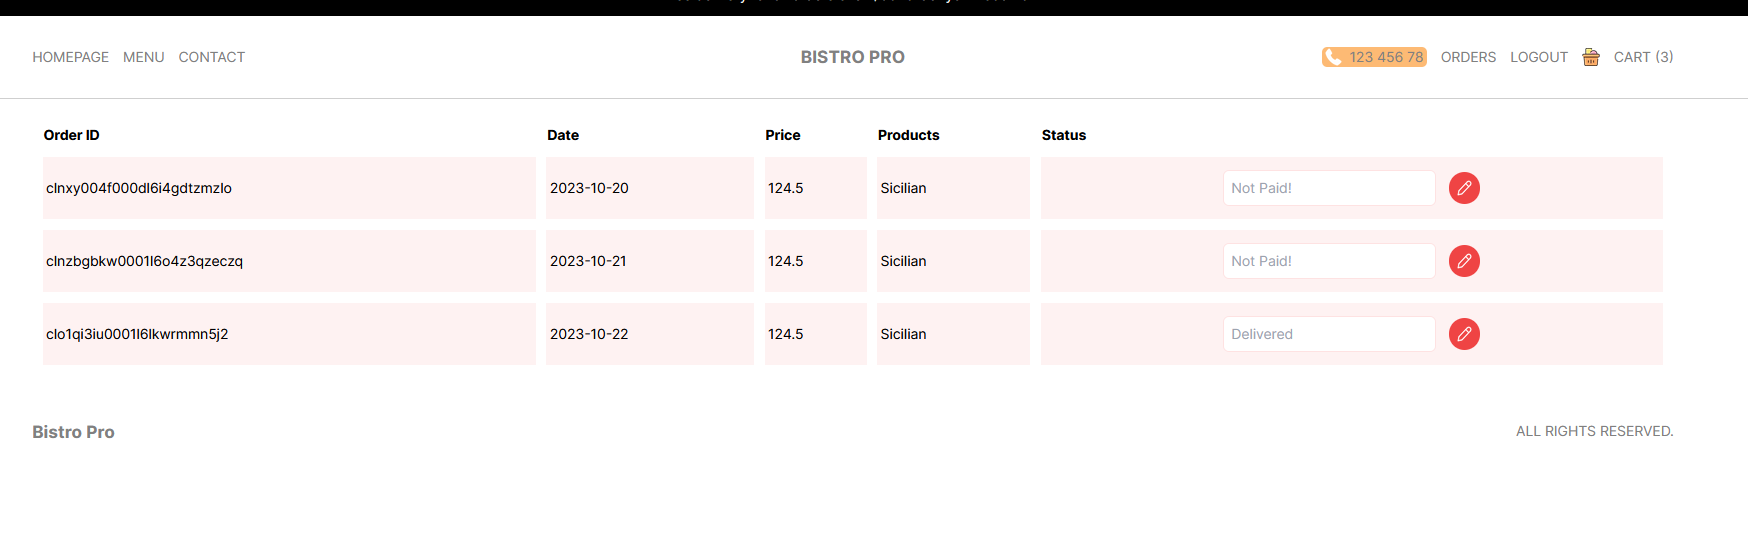 HOMEPAGE MENU CONTACT BISTRO PRO 123 456 78 ORDERS LOGOUT CART (3)
Order ID Date Price Products Status
clnxy004f000dl6i4gdtzmzlo 2023-10-20 124.5 Sicilian Not Paid!
clnzbgbkw0001l6o4z3qzeczq 2023-10-21 124.5 Sicilian Not Paid!
clo1qi3iu0001l6lkwrmmn5j2 2023-10-22 124.5 Sicilian Delivered
Bistro Pro ALL RIGHTS RESERVED.